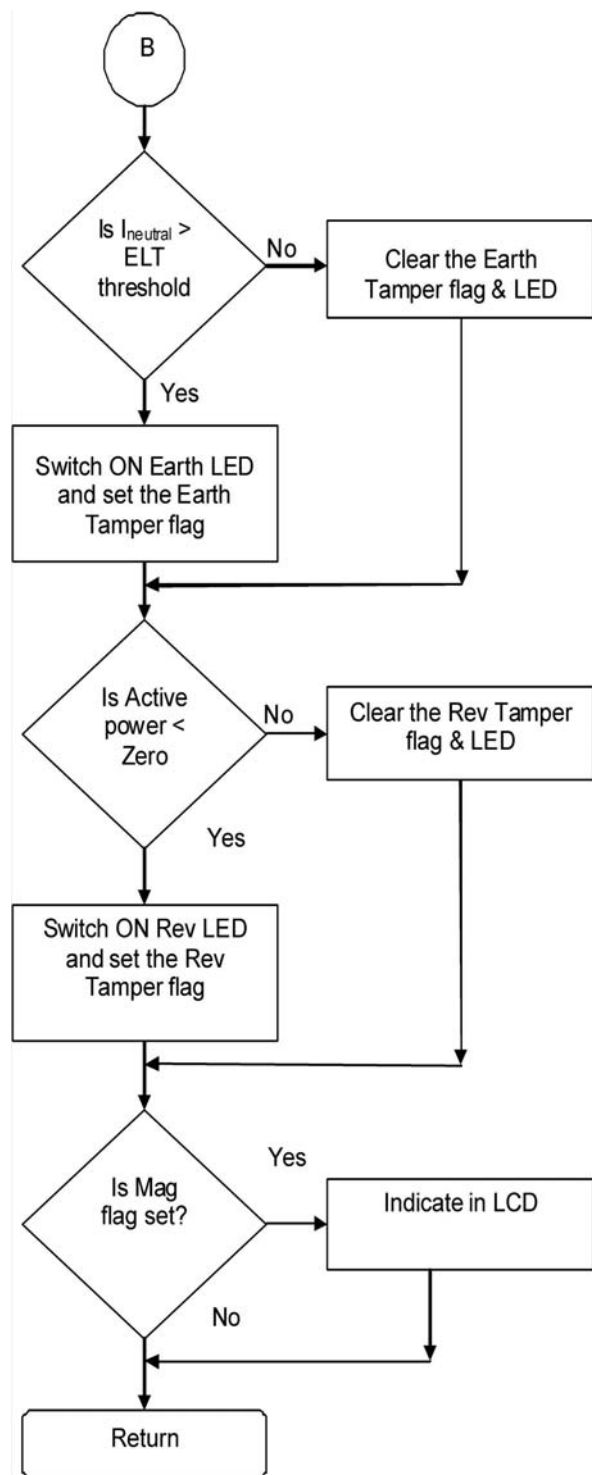 B
Is Ineutral >
ELT
threshold
No
Clear the Earth
Tamper flag & LED
Yes
Switch ON Earth LED
and set the Earth
Tamper flag
Is Active
power <
Zero
No
Clear the Rev Tamper
flag & LED
Yes
Switch ON Rev LED
and set the Rev
Tamper flag
Is Mag
flag set?
Yes
Indicate in LCD
No
Return